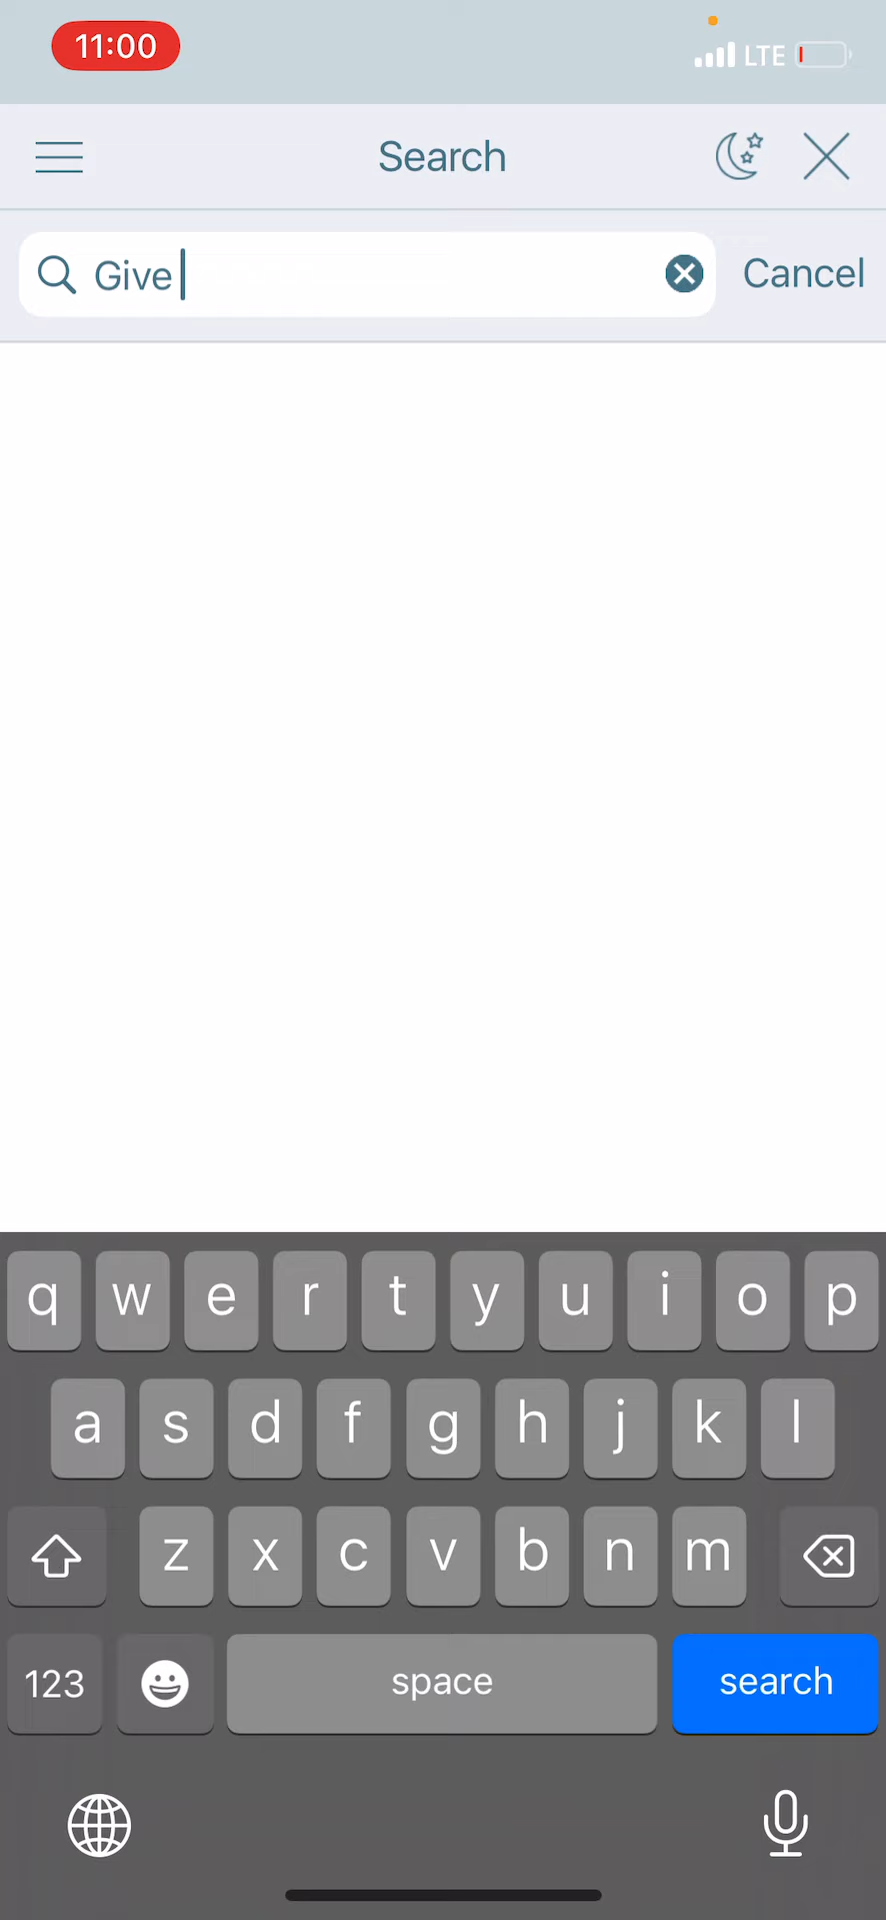 11:00 LTE
Search
Give Cancel
q w e r t y u i o p
a s d f g h j k l
z x c v b n m
123 space search